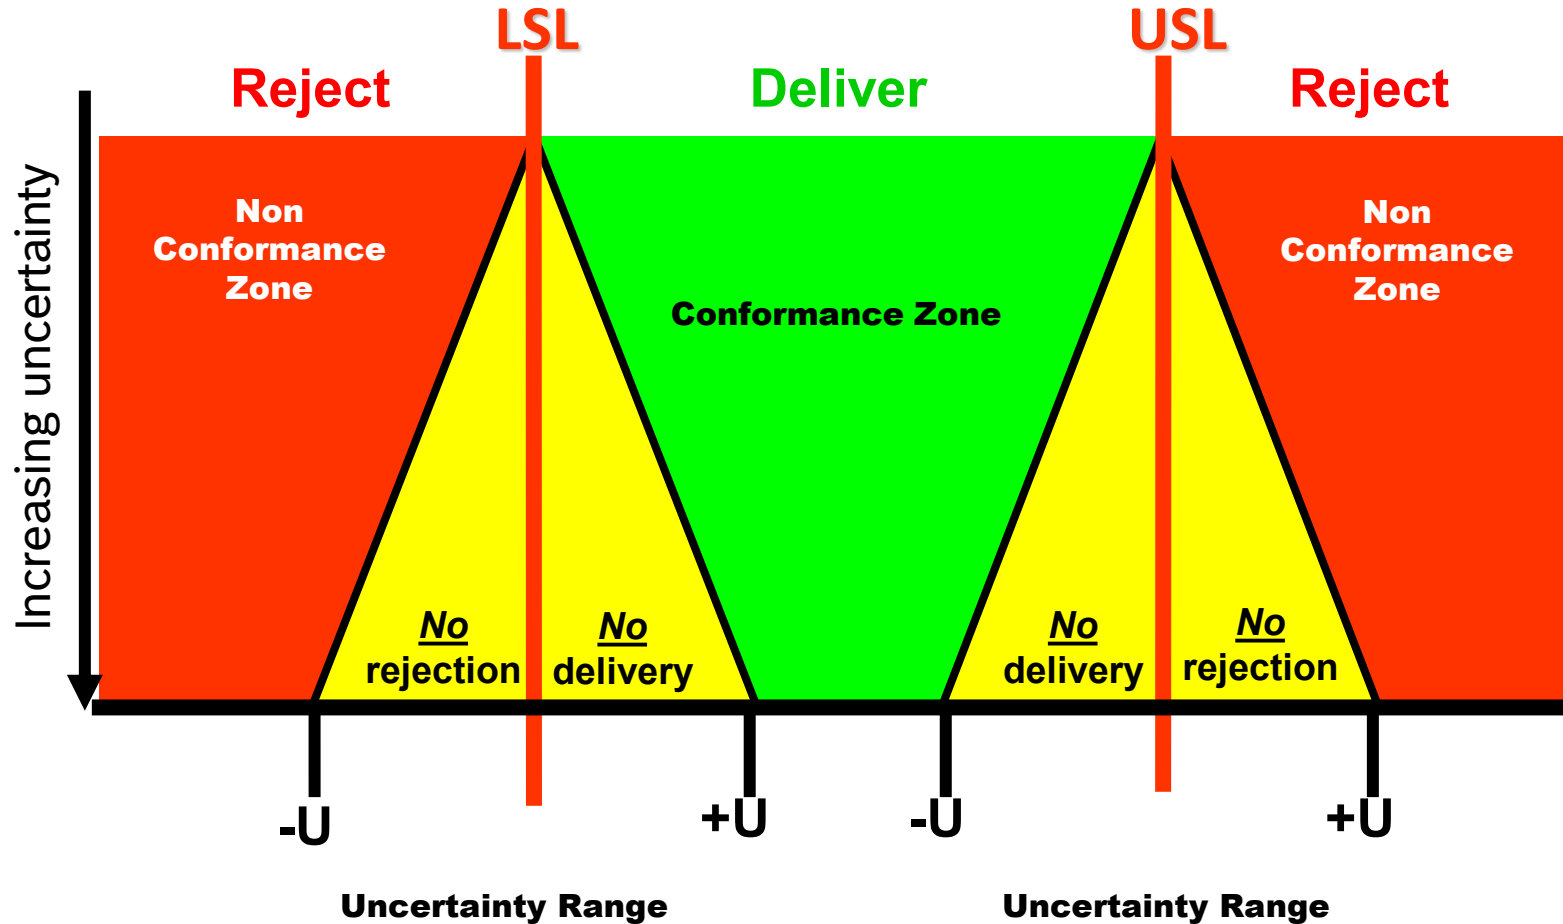 LSL
USL
Reject
Deliver
Reject
Increasing uncertainty
Non
Conformance
Zone
Conformance Zone
Non
Conformance
Zone
No
rejection
No
delivery
No
delivery
No
rejection
-U
+U
-U
+U
Uncertainty Range
Uncertainty Range